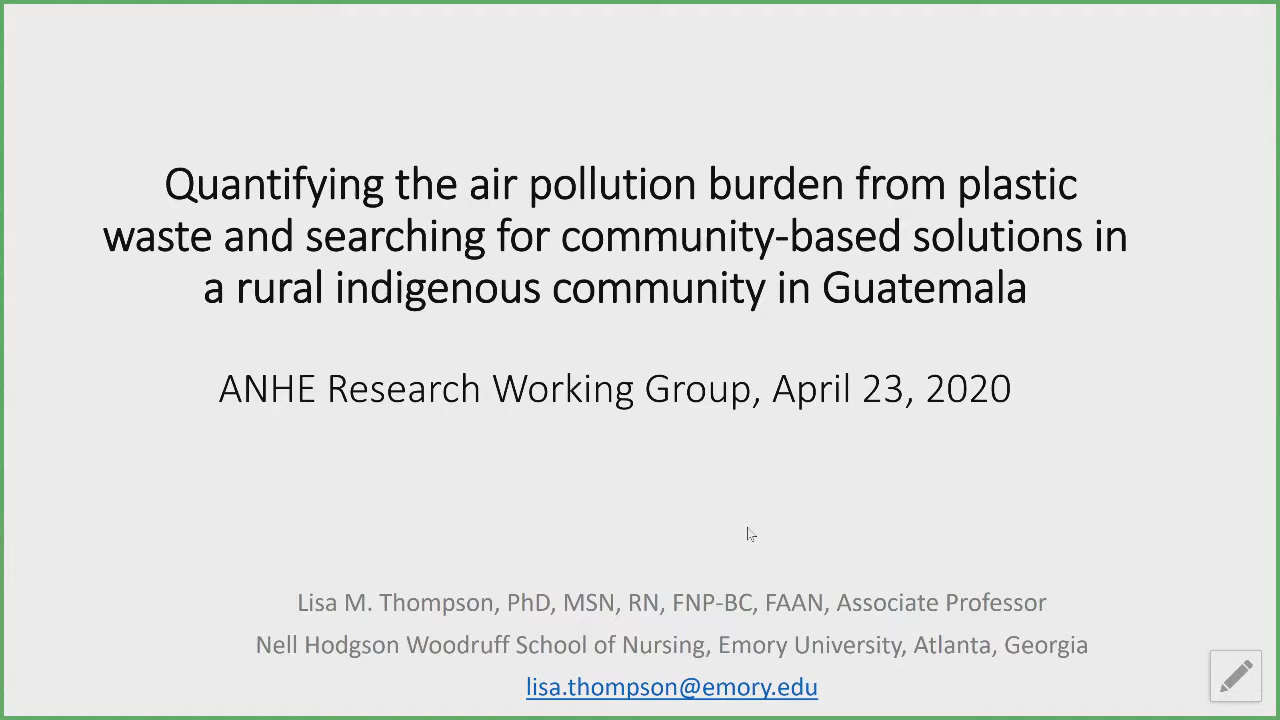 Quantifying the air pollution burden from plastic
waste and searching for community-based solutions in
a rural indigenous community in Guatemala
ANHE Research Working Group, April 23, 2020
Lisa M. Thompson, PhD, MSN, RN, FNP-BC, FAAN, Associate Professor
Nell Hodgson Woodruff School of Nursing, Emory University, Atlanta, Georgia
lisa.thompson@emory.edu